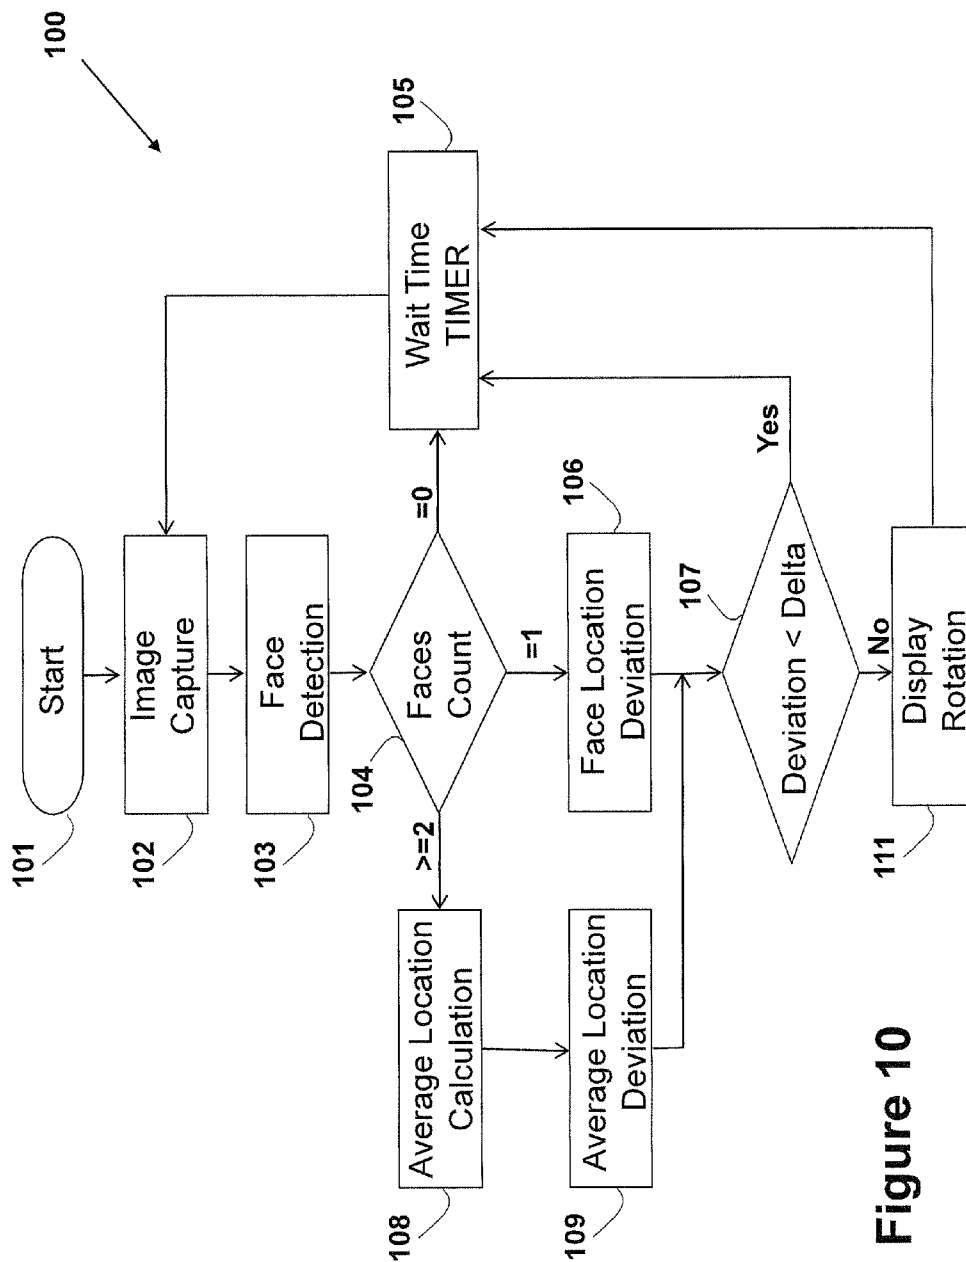 100
101
Start
102
Image
Capture
103
Face
Detection
104
Faces
Count
=0
=1
>=2
105
Wait Time
TIMER
106
Face Location
Deviation
107
Deviation < Delta
Yes
No
108
Average Location
Calculation
109
Average Location
Deviation
111
Display
Rotation
Figure 10